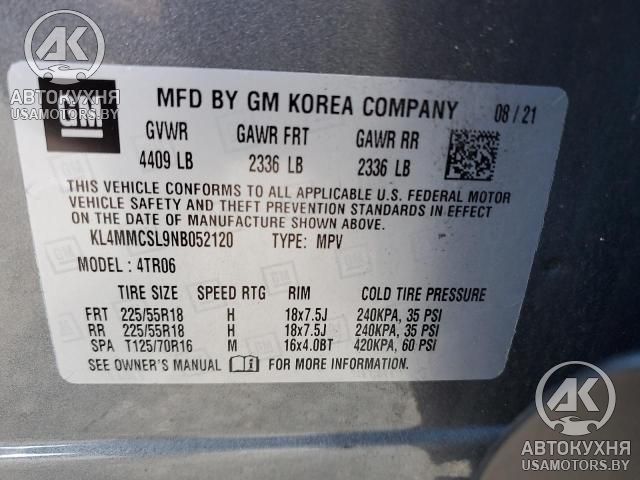 AK
АВТОКУХНЯ
USAMOTORS.BY
GM
MFD BY GM KOREA COMPANY 08 / 21
GVWR GAWR FRT GAWR RR
4409 LB 2336 LB 2336 LB
THIS VEHICLE CONFORMS TO ALL APPLICABLE U.S. FEDERAL MOTOR
VEHICLE SAFETY AND THEFT PREVENTION STANDARDS IN EFFECT
ON THE DATE OF MANUFACTURE SHOWN ABOVE.
KL4MMCSL9NB052120 TYPE: MPV
MODEL : 4TR06
TIRE SIZE SPEED RTG RIM COLD TIRE PRESSURE
FRT 225/55R18 H 18x7.5J 240KPA, 35 PSI
RR 225/55R18 H 18x7.5J 240KPA, 35 PSI
SPA T125/70R16 M 16x4.0BT 420KPA, 60 PSI
SEE OWNER'S MANUAL i FOR MORE INFORMATION.
AK
АВТОКУХНЯ
USAMOTORS.BY